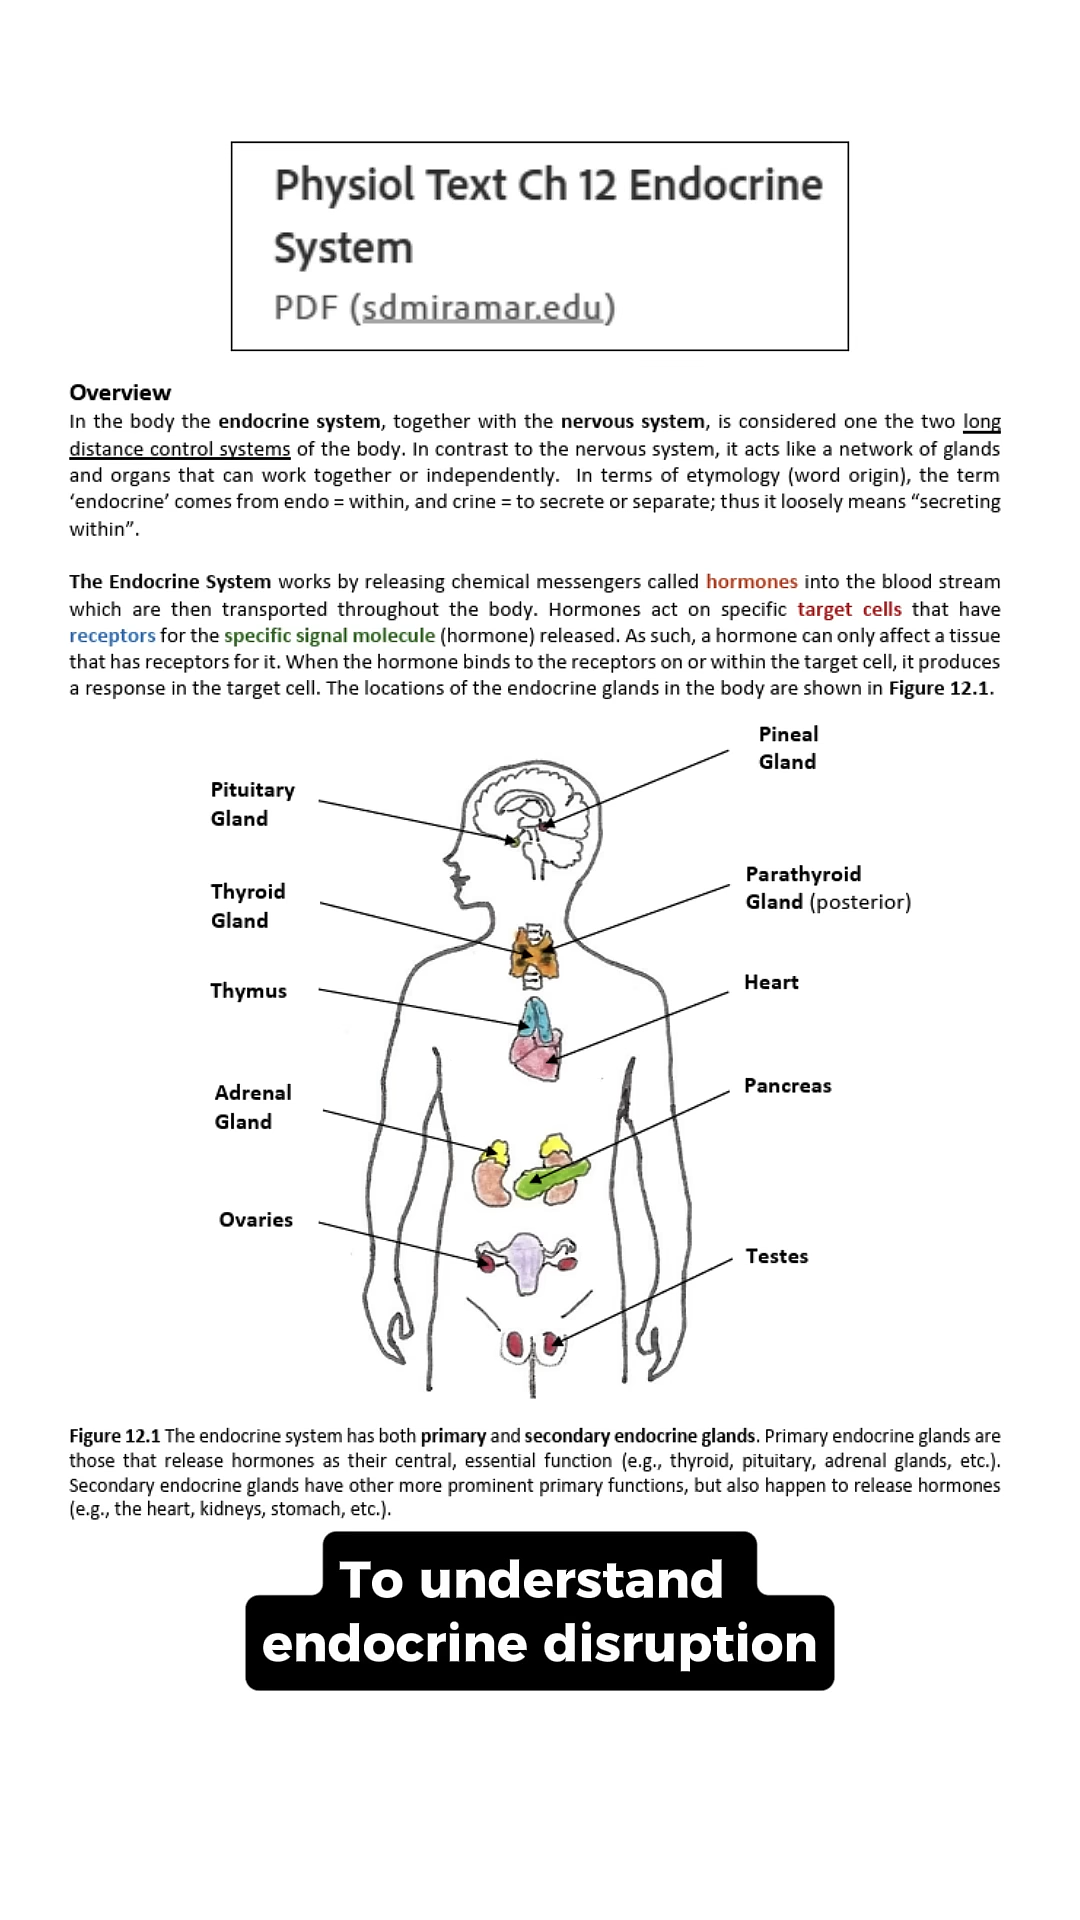 Physiol Text Ch 12 Endocrine
System
PDF (sdmiramar.edu)
Overview
In the body the endocrine system, together with the nervous system, is considered one the two long
distance control systems of the body. In contrast to the nervous system, it acts like a network of glands
and organs that can work together or independently. In terms of etymology (word origin), the term
‘endocrine’ comes from endo = within, and crine = to secrete or separate; thus it loosely means “secreting
within”.
The Endocrine System works by releasing chemical messengers called hormones into the blood stream
which are then transported throughout the body. Hormones act on specific target cells that have
receptors for the specific signal molecule (hormone) released. As such, a hormone can only affect a tissue
that has receptors for it. When the hormone binds to the receptors on or within the target cell, it produces
a response in the target cell. The locations of the endocrine glands in the body are shown in Figure 12.1.
Pineal
Gland
Pituitary
Gland
Thyroid
Gland
Parathyroid
Gland (posterior)
Thymus
Heart
Adrenal
Gland
Pancreas
Ovaries
Testes
Figure 12.1 The endocrine system has both primary and secondary endocrine glands. Primary endocrine glands are
those that release hormones as their central, essential function (e.g., thyroid, pituitary, adrenal glands, etc.).
Secondary endocrine glands have other more prominent primary functions, but also happen to release hormones
(e.g., the heart, kidneys, stomach, etc.).
To understand
endocrine disruption